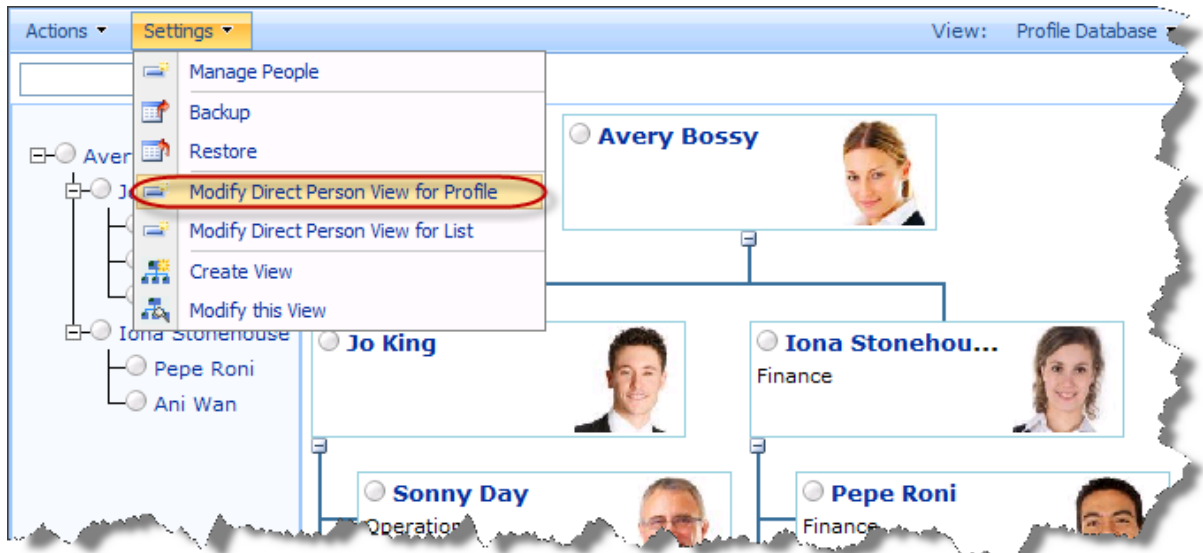 Actions Settings View: Profile Database
Manage People
Backup
Restore
Modify Direct Person View for Profile
Modify Direct Person View for List
Create View
Modify this View
Aver
Iona Stonehouse
Pepe Roni
Ani Wan
Avery Bossy
Jo King
Iona Stonehou...
Finance
Sonny Day
Operation
Pepe Roni
Finance